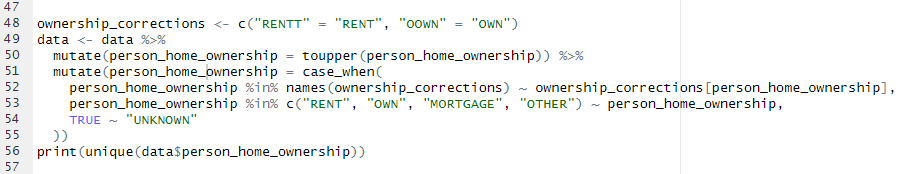 47
48 ownership_corrections <- c("RENTT" = "RENT", "OOWN" = "OWN")
49 data <- data %>%
50   mutate(person_home_ownership = toupper(person_home_ownership)) %>%
51   mutate(person_home_ownership = case_when(
52     person_home_ownership %in% names(ownership_corrections) ~ ownership_corrections[person_home_ownership],
53     person_home_ownership %in% c("RENT", "OWN", "MORTGAGE", "OTHER") ~ person_home_ownership,
54     TRUE ~ "UNKNOWN"
55   ))
56 print(unique(data$person_home_ownership))
57